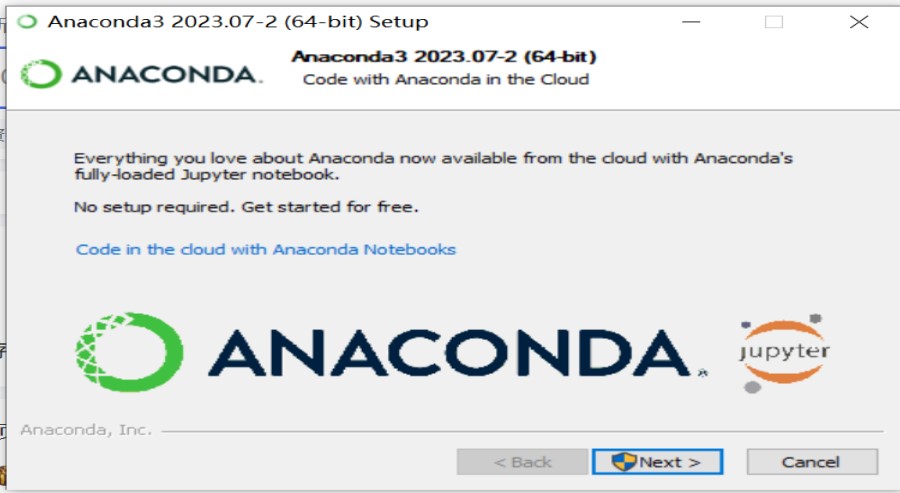 Anaconda3 2023.07-2 (64-bit) Setup
Anaconda3 2023.07-2 (64-bit)
ANACONDA.
Code with Anaconda in the Cloud
Everything you love about Anaconda now available from the cloud with Anaconda's
fully-loaded Jupyter notebook.
No setup required. Get started for free.
Code in the cloud with Anaconda Notebooks
ANACONDA.
jupyter
Anaconda, Inc.
< Back
Next >
Cancel